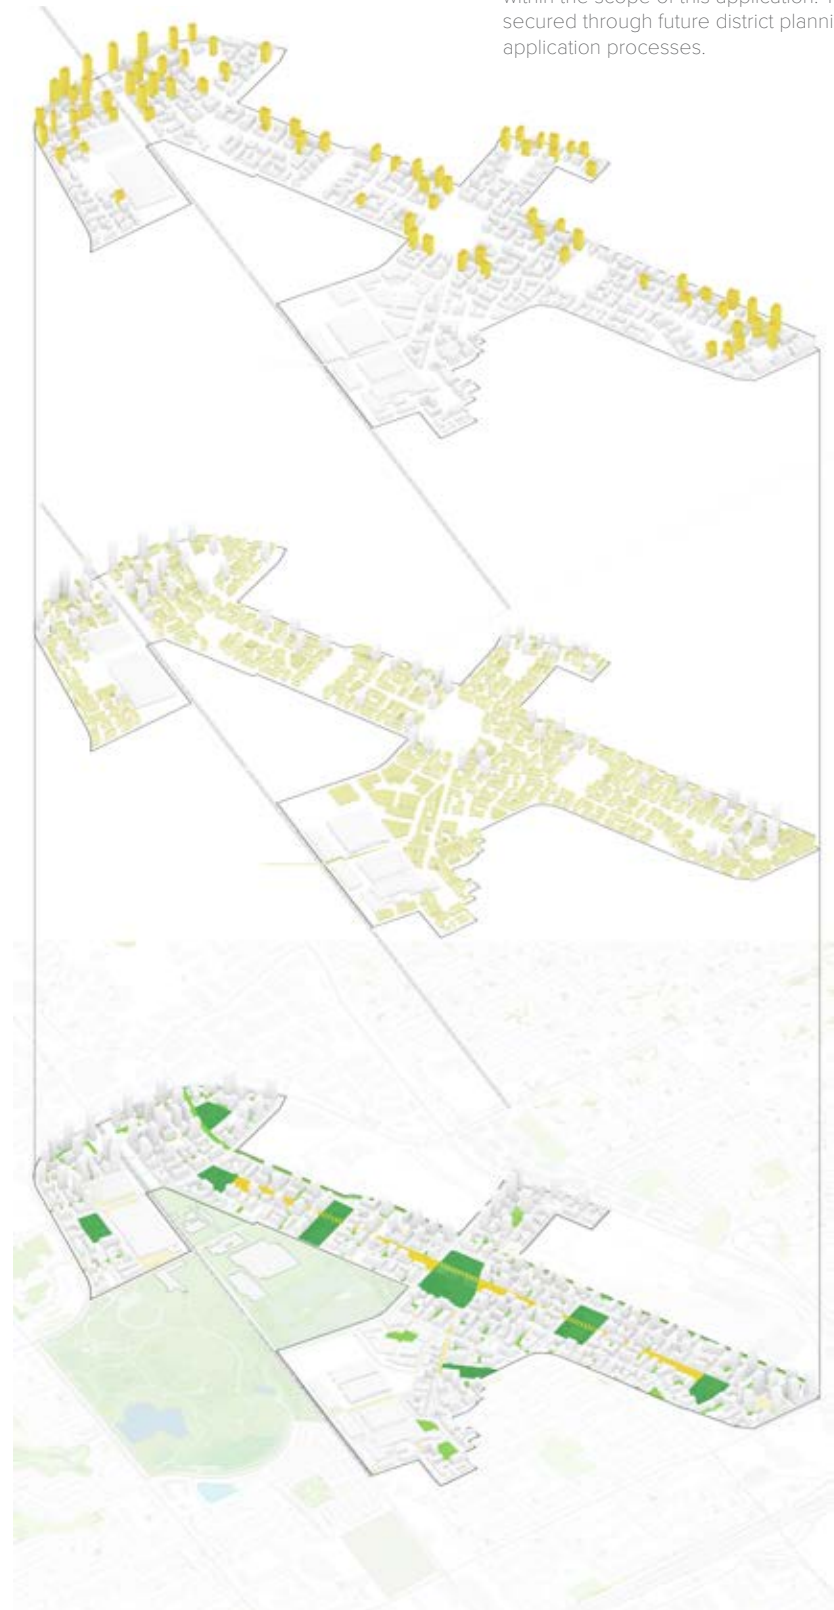 within the scope of this application.
secured through future district planni
application processes.